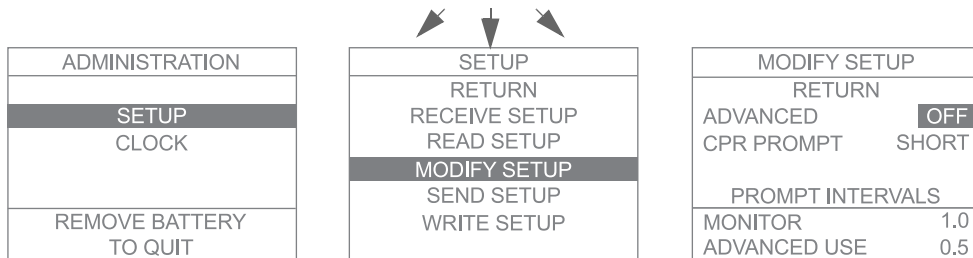 ADMINISTRATION
SETUP
CLOCK
REMOVE BATTERY
TO QUIT
SETUP
RETURN
RECEIVE SETUP
READ SETUP
MODIFY SETUP
SEND SETUP
WRITE SETUP
MODIFY SETUP
RETURN
ADVANCED OFF
CPR PROMPT SHORT
PROMPT INTERVALS
MONITOR 1.0
ADVANCED USE 0.5